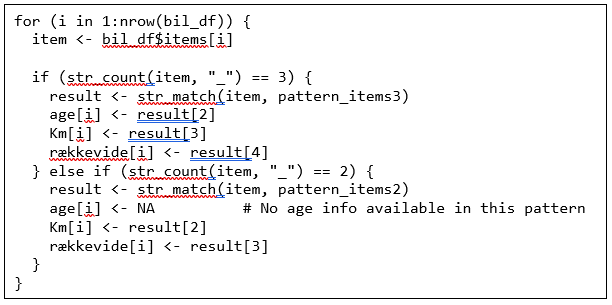 for (i in 1:nrow(bil_df)) {
  item <- bil_df$items[i]

  if (str_count(item, "_") == 3) {
    result <- str_match(item, pattern_items3)
    age[i] <- result[2]
    Km[i] <- result[3]
    rækkevide[i] <- result[4]
  } else if (str_count(item, "_") == 2) {
    result <- str_match(item, pattern_items2)
    age[i] <- NA         # No age info available in this pattern
    Km[i] <- result[2]
    rækkevide[i] <- result[3]
  }
}